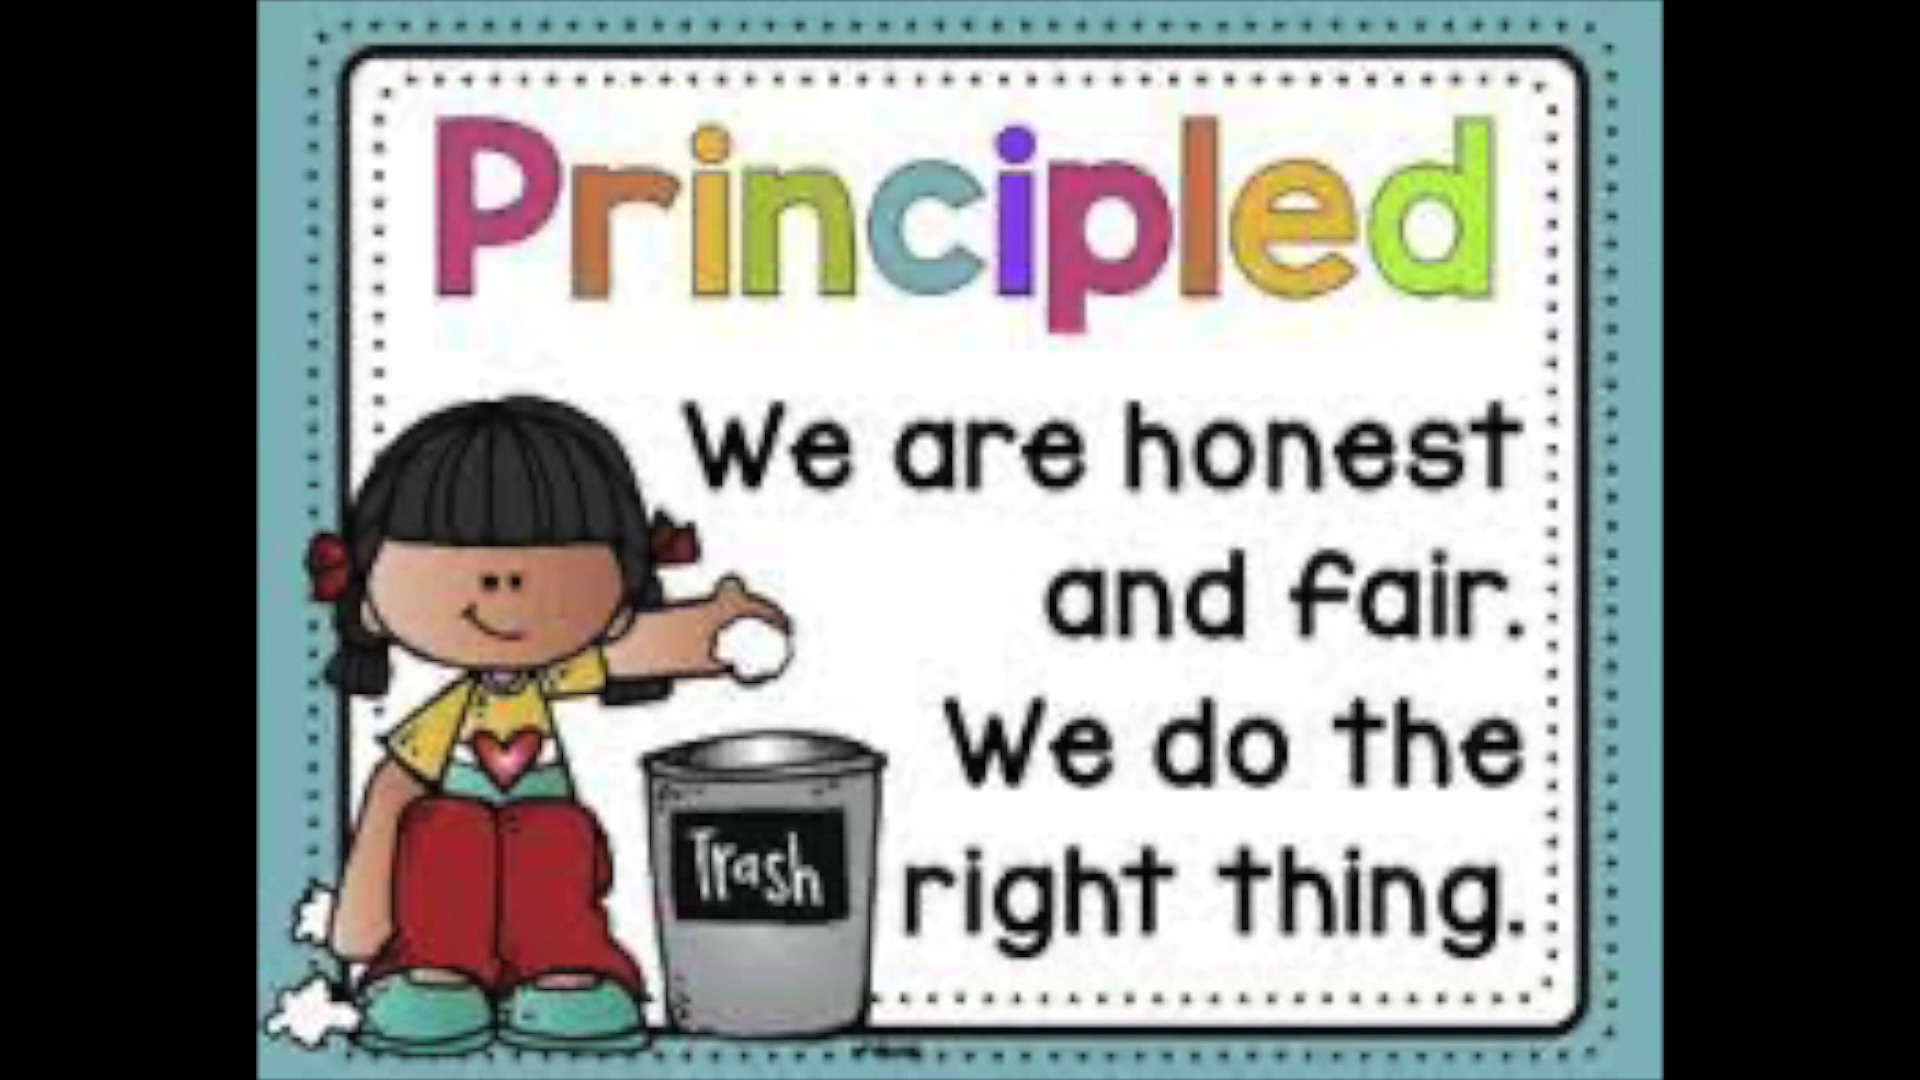 Principled
We are honest
and fair.
We do the
right thing.
Trash